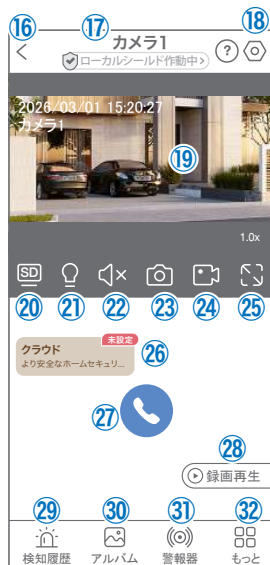 ⑯ ⑰ ⑱
カメラ1
< ローカルシールド作動中> ?
2026/03/01 15:20:27
カメラ1
⑲
1.0x
SD
⑳ ㉑ ㉒ ㉓ ㉔ ㉕
未設定
クラウド
より安全なホームセキュリ...
㉖
㉗
㉘
録画再生
㉙ ㉚ ㉛ ㉜
検知履歴 アルバム 警報器 もっと